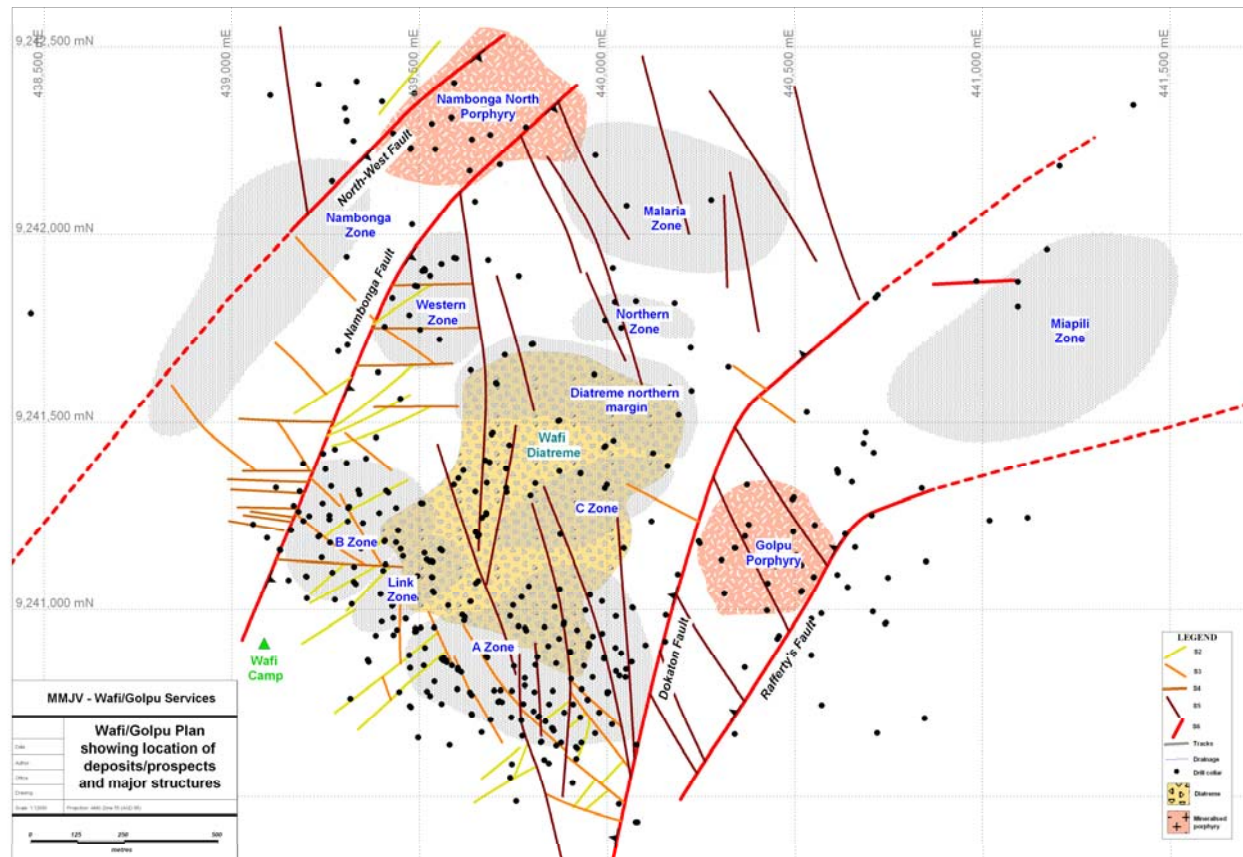 9,242,500 mN
438,500 mE
439,000 mE
439,500 mE
440,000 mE
440,500 mE
441,000 mE
441,500 mE
Nambonga North
Porphyry
North-West Fault
Nambonga
Zone
Malaria
Zone
9,242,000 mN
Nambonga Fault
Western
Zone
Northern
Zone
Miapili
Zone
Diatreme northern
margin
9,241,500 mN
Wafi
Diatreme
C Zone
B Zone
Golpu
Porphyry
Link
Zone
9,241,000 mN
A Zone
Dokaton Fault
Rafferty's Fault
Wafi
Camp
MMJV - Wafi/Golpu Services
Wafi/Golpu Plan
showing location of
deposits/prospects
and major structures
Date
Author
Office
Drawing
0 125 250 500
metres
LEGEND
S2
S3
S4
S5
S6
Tracks
Drainage
Drill collar
Diatreme
Mineralised
porphyry